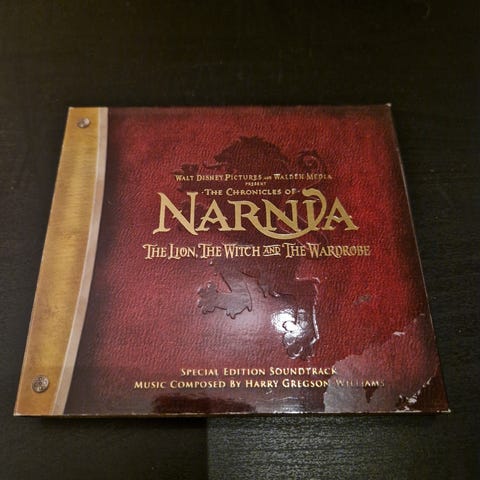 Walt Disney Pictures and Walden Media
present
·The Chronicles of·
NARNIA
The Lion, The Witch and The Wardrobe
Special Edition Soundtrack
Music Composed By Harry Gregson-Williams